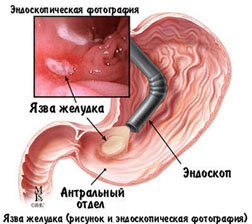 Эндоскопическая фотография
Язва желудка
Эндоскоп
Антральный
отдел
Язва желудка (рисунок и эндоскопическая фотография)